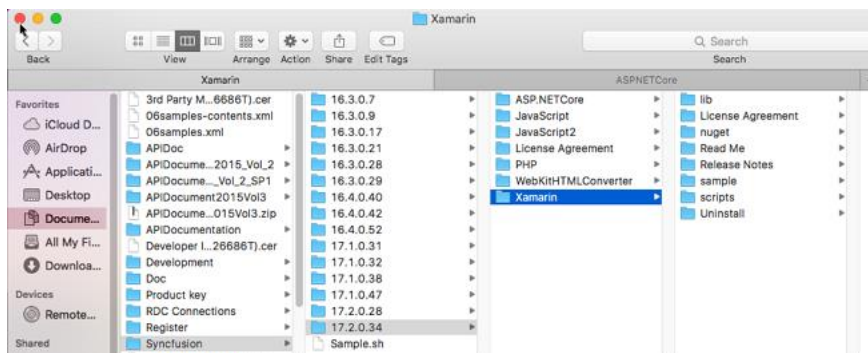 Xamarin
Back View Arrange Action Share Edit Tags Search
Search
Xamarin ASPNETCore
Favorites
iCloud D...
AirDrop
Applicati...
Desktop
Docume...
All My Fi...
Downloa...
Devices
Remote...
Shared
3rd Party M...6686T).cer
06samples-contents.xml
06samples.xml
APIDoc
APIDocume...2015_Vol_2
APIDocume..._Vol_2_SP1
APIDocument2015Vol3
APIDocume...015Vol3.zip
APIDocumentation
Developer I...26686T).cer
Development
Doc
Product key
RDC Connections
Register
Syncfusion
16.3.0.7
16.3.0.9
16.3.0.17
16.3.0.21
16.3.0.28
16.3.0.29
16.4.0.40
16.4.0.42
16.4.0.52
17.1.0.31
17.1.0.32
17.1.0.38
17.1.0.47
17.2.0.28
17.2.0.34
Sample.sh
ASP.NETCore
JavaScript
JavaScript2
License Agreement
PHP
WebKitHTMLConverter
Xamarin
lib
License Agreement
nuget
Read Me
Release Notes
sample
scripts
Uninstall